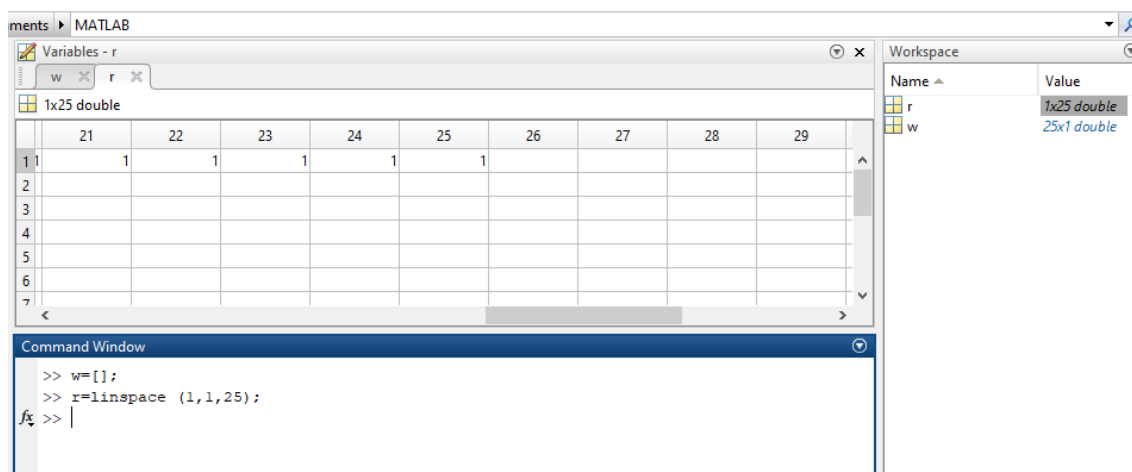 ments ▸ MATLAB
Variables - r
w r
1x25 double
21 22 23 24 25 26 27 28 29
1 1 1 1 1 1 1
2
3
4
5
6
7
Command Window
>> w=[];
>> r=linspace (1,1,25);
fx >>
Workspace
Name Value
r 1x25 double
w 25x1 double